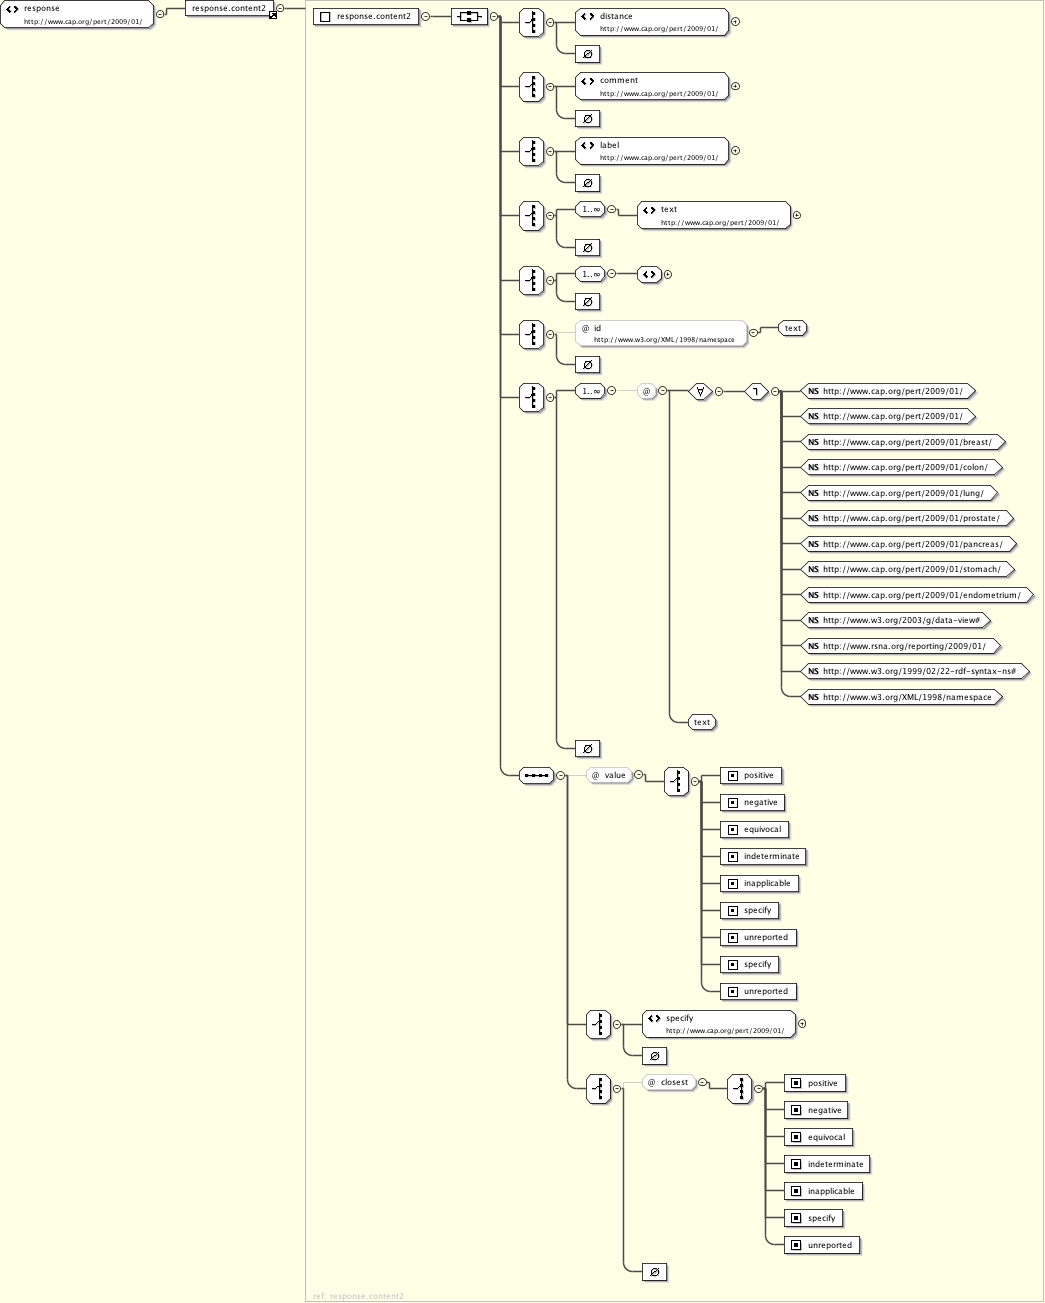 response
http://www.cap.org/pert/2009/01/
response.content2
response.content2
distance
http://www.cap.org/pert/2009/01/
comment
http://www.cap.org/pert/2009/01/
label
http://www.cap.org/pert/2009/01/
1..∞
text
http://www.cap.org/pert/2009/01/
1..∞
@ id
http://www.w3.org/XML/1998/namespace
text
1..∞
@
NS http://www.cap.org/pert/2009/01/
NS http://www.cap.org/pert/2009/01/
NS http://www.cap.org/pert/2009/01/breast/
NS http://www.cap.org/pert/2009/01/colon/
NS http://www.cap.org/pert/2009/01/lung/
NS http://www.cap.org/pert/2009/01/prostate/
NS http://www.cap.org/pert/2009/01/pancreas/
NS http://www.cap.org/pert/2009/01/stomach/
NS http://www.cap.org/pert/2009/01/endometrium/
NS http://www.w3.org/2003/g/data-view#
NS http://www.rsna.org/reporting/2009/01/
NS http://www.w3.org/1999/02/22-rdf-syntax-ns#
NS http://www.w3.org/XML/1998/namespace
text
@ value
positive
negative
equivocal
indeterminate
inapplicable
specify
unreported
specify
unreported
specify
http://www.cap.org/pert/2009/01/
@ closest
positive
negative
equivocal
indeterminate
inapplicable
specify
unreported
ref: response.content2